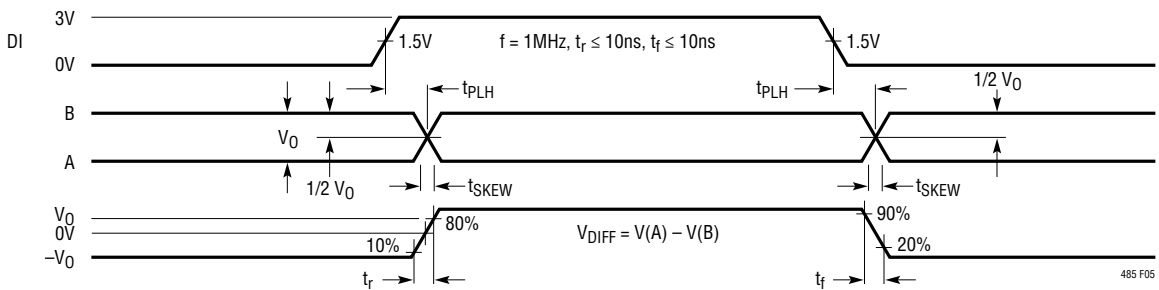 3V
DI
1.5V
f = 1MHz, tr ≤ 10ns, tf ≤ 10ns
1.5V
0V
tPLH
tPLH
1/2 VO
B
VO
A
1/2 VO
tSKEW
tSKEW
VO
0V
–VO
80%
10%
VDIFF = V(A) – V(B)
90%
20%
tr
tf
485 F05